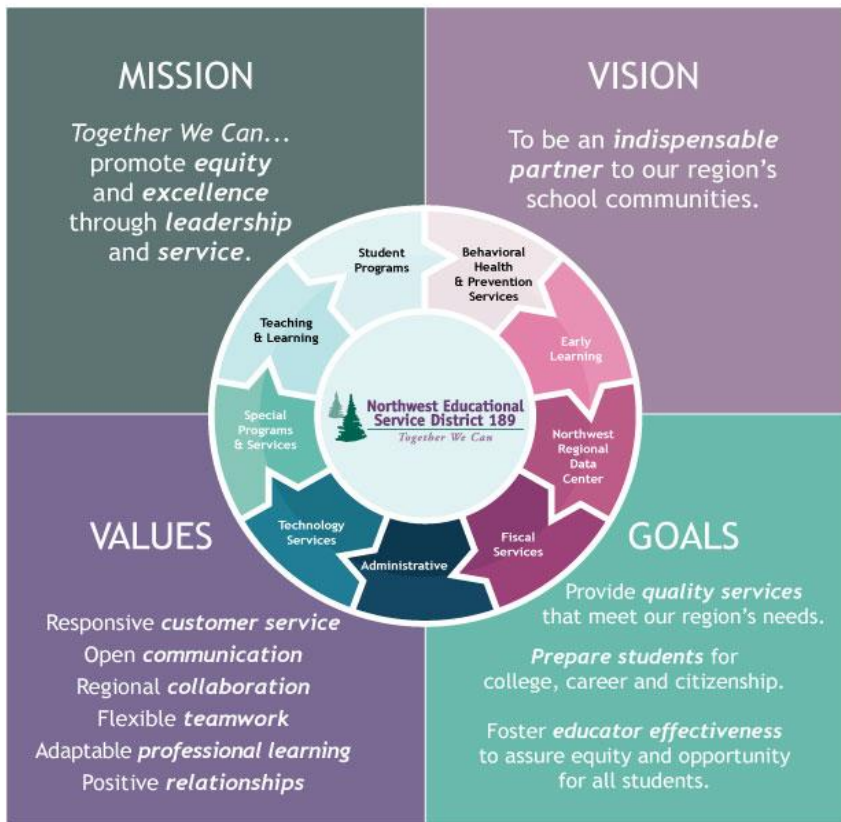 MISSION
Together We Can...
promote equity
and excellence
through leadership
and service.
VISION
To be an indispensable
partner to our region's
school communities.
Student
Programs
Behavioral
Health
& Prevention
Services
Early
Learning
Northwest
Regional
Data
Center
Fiscal
Services
Administrative
Technology
Services
Special
Programs
& Services
Teaching
& Learning
Northwest Educational
Service District 189
Together We Can
VALUES
Responsive customer service
Open communication
Regional collaboration
Flexible teamwork
Adaptable professional learning
Positive relationships
GOALS
Provide quality services
that meet our region's needs.
Prepare students for
college, career and citizenship.
Foster educator effectiveness
to assure equity and opportunity
for all students.